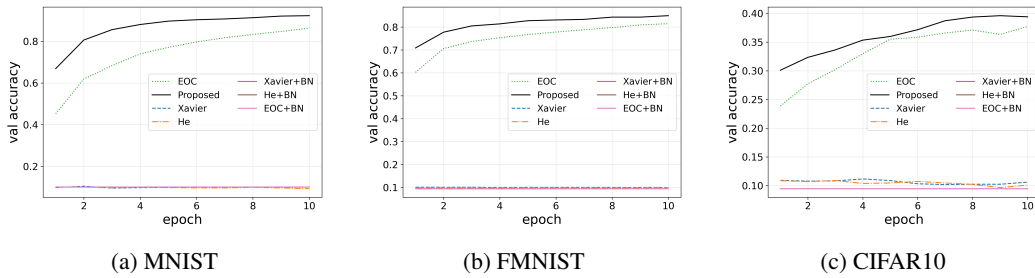 val accuracy
0.8
0.6
0.4
0.2
EOC
Proposed
Xavier
He
Xavier+BN
He+BN
EOC+BN
2
4
6
8
10
epoch
(a) MNIST
val accuracy
0.8
0.7
0.6
0.5
0.4
0.3
0.2
0.1
EOC
Proposed
Xavier
He
Xavier+BN
He+BN
EOC+BN
2
4
6
8
10
epoch
(b) FMNIST
val accuracy
0.40
0.35
0.30
0.25
0.20
0.15
0.10
EOC
Proposed
Xavier
He
Xavier+BN
He+BN
EOC+BN
2
4
6
8
10
epoch
(c) CIFAR10